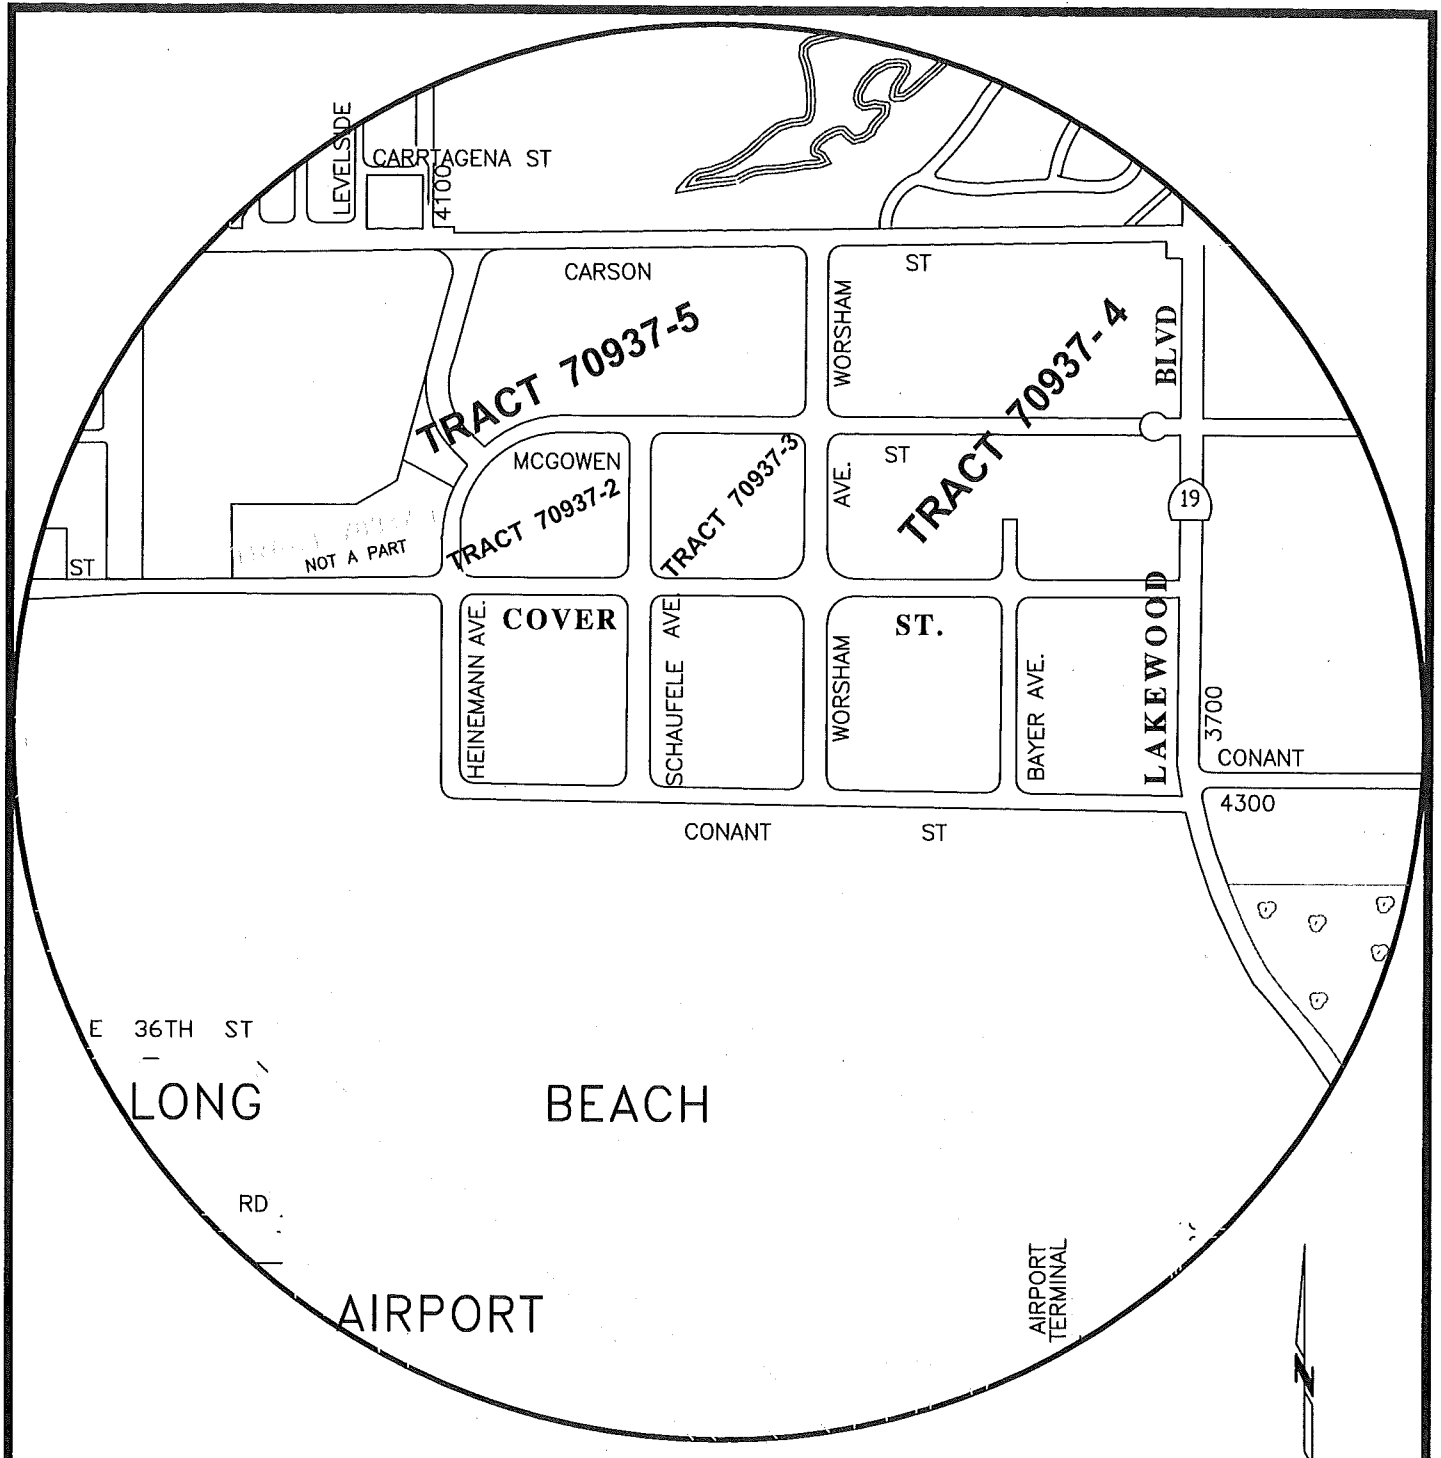 LEVELSIDE
CARRTAGENA ST
4100
CARSON ST
WORSHAM
BLVD
TRACT 70937-5
TRACT 70937-4
MCGOWEN ST
AVE.
19
TRACT 70937-2
TRACT 70937-3
NOT A PART
ST
COVER ST.
HEINEMANN AVE.
SCHAUFELE AVE.
WORSHAM
BAYER AVE.
LAKEWOOD
3700
CONANT
4300
CONANT ST
E 36TH ST
LONG BEACH
RD
AIRPORT
AIRPORT
TERMINAL
N